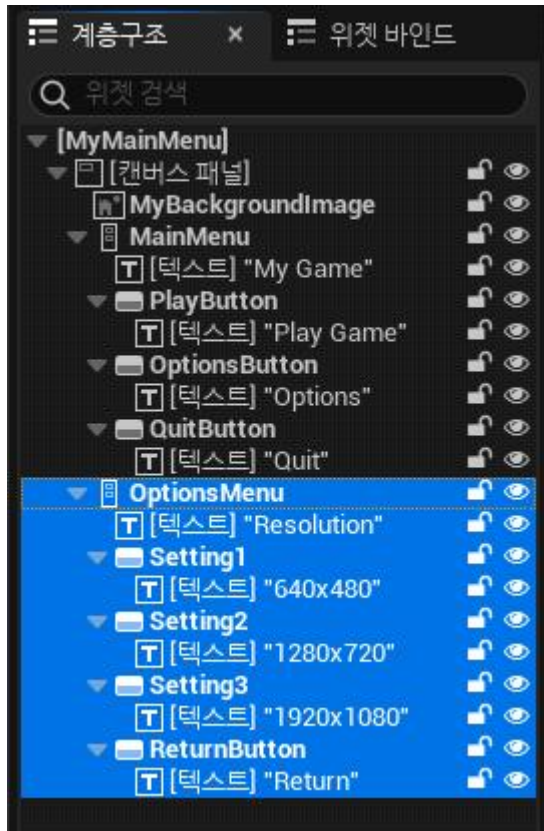 계층구조 × 위젯 바인드
위젯 검색
[MyMainMenu]
[캔버스 패널]
MyBackgroundImage
MainMenu
T [텍스트] "My Game"
PlayButton
T [텍스트] "Play Game"
OptionsButton
T [텍스트] "Options"
QuitButton
T [텍스트] "Quit"
OptionsMenu
T [텍스트] "Resolution"
Setting1
T [텍스트] "640x480"
Setting2
T [텍스트] "1280x720"
Setting3
T [텍스트] "1920x1080"
ReturnButton
T [텍스트] "Return"